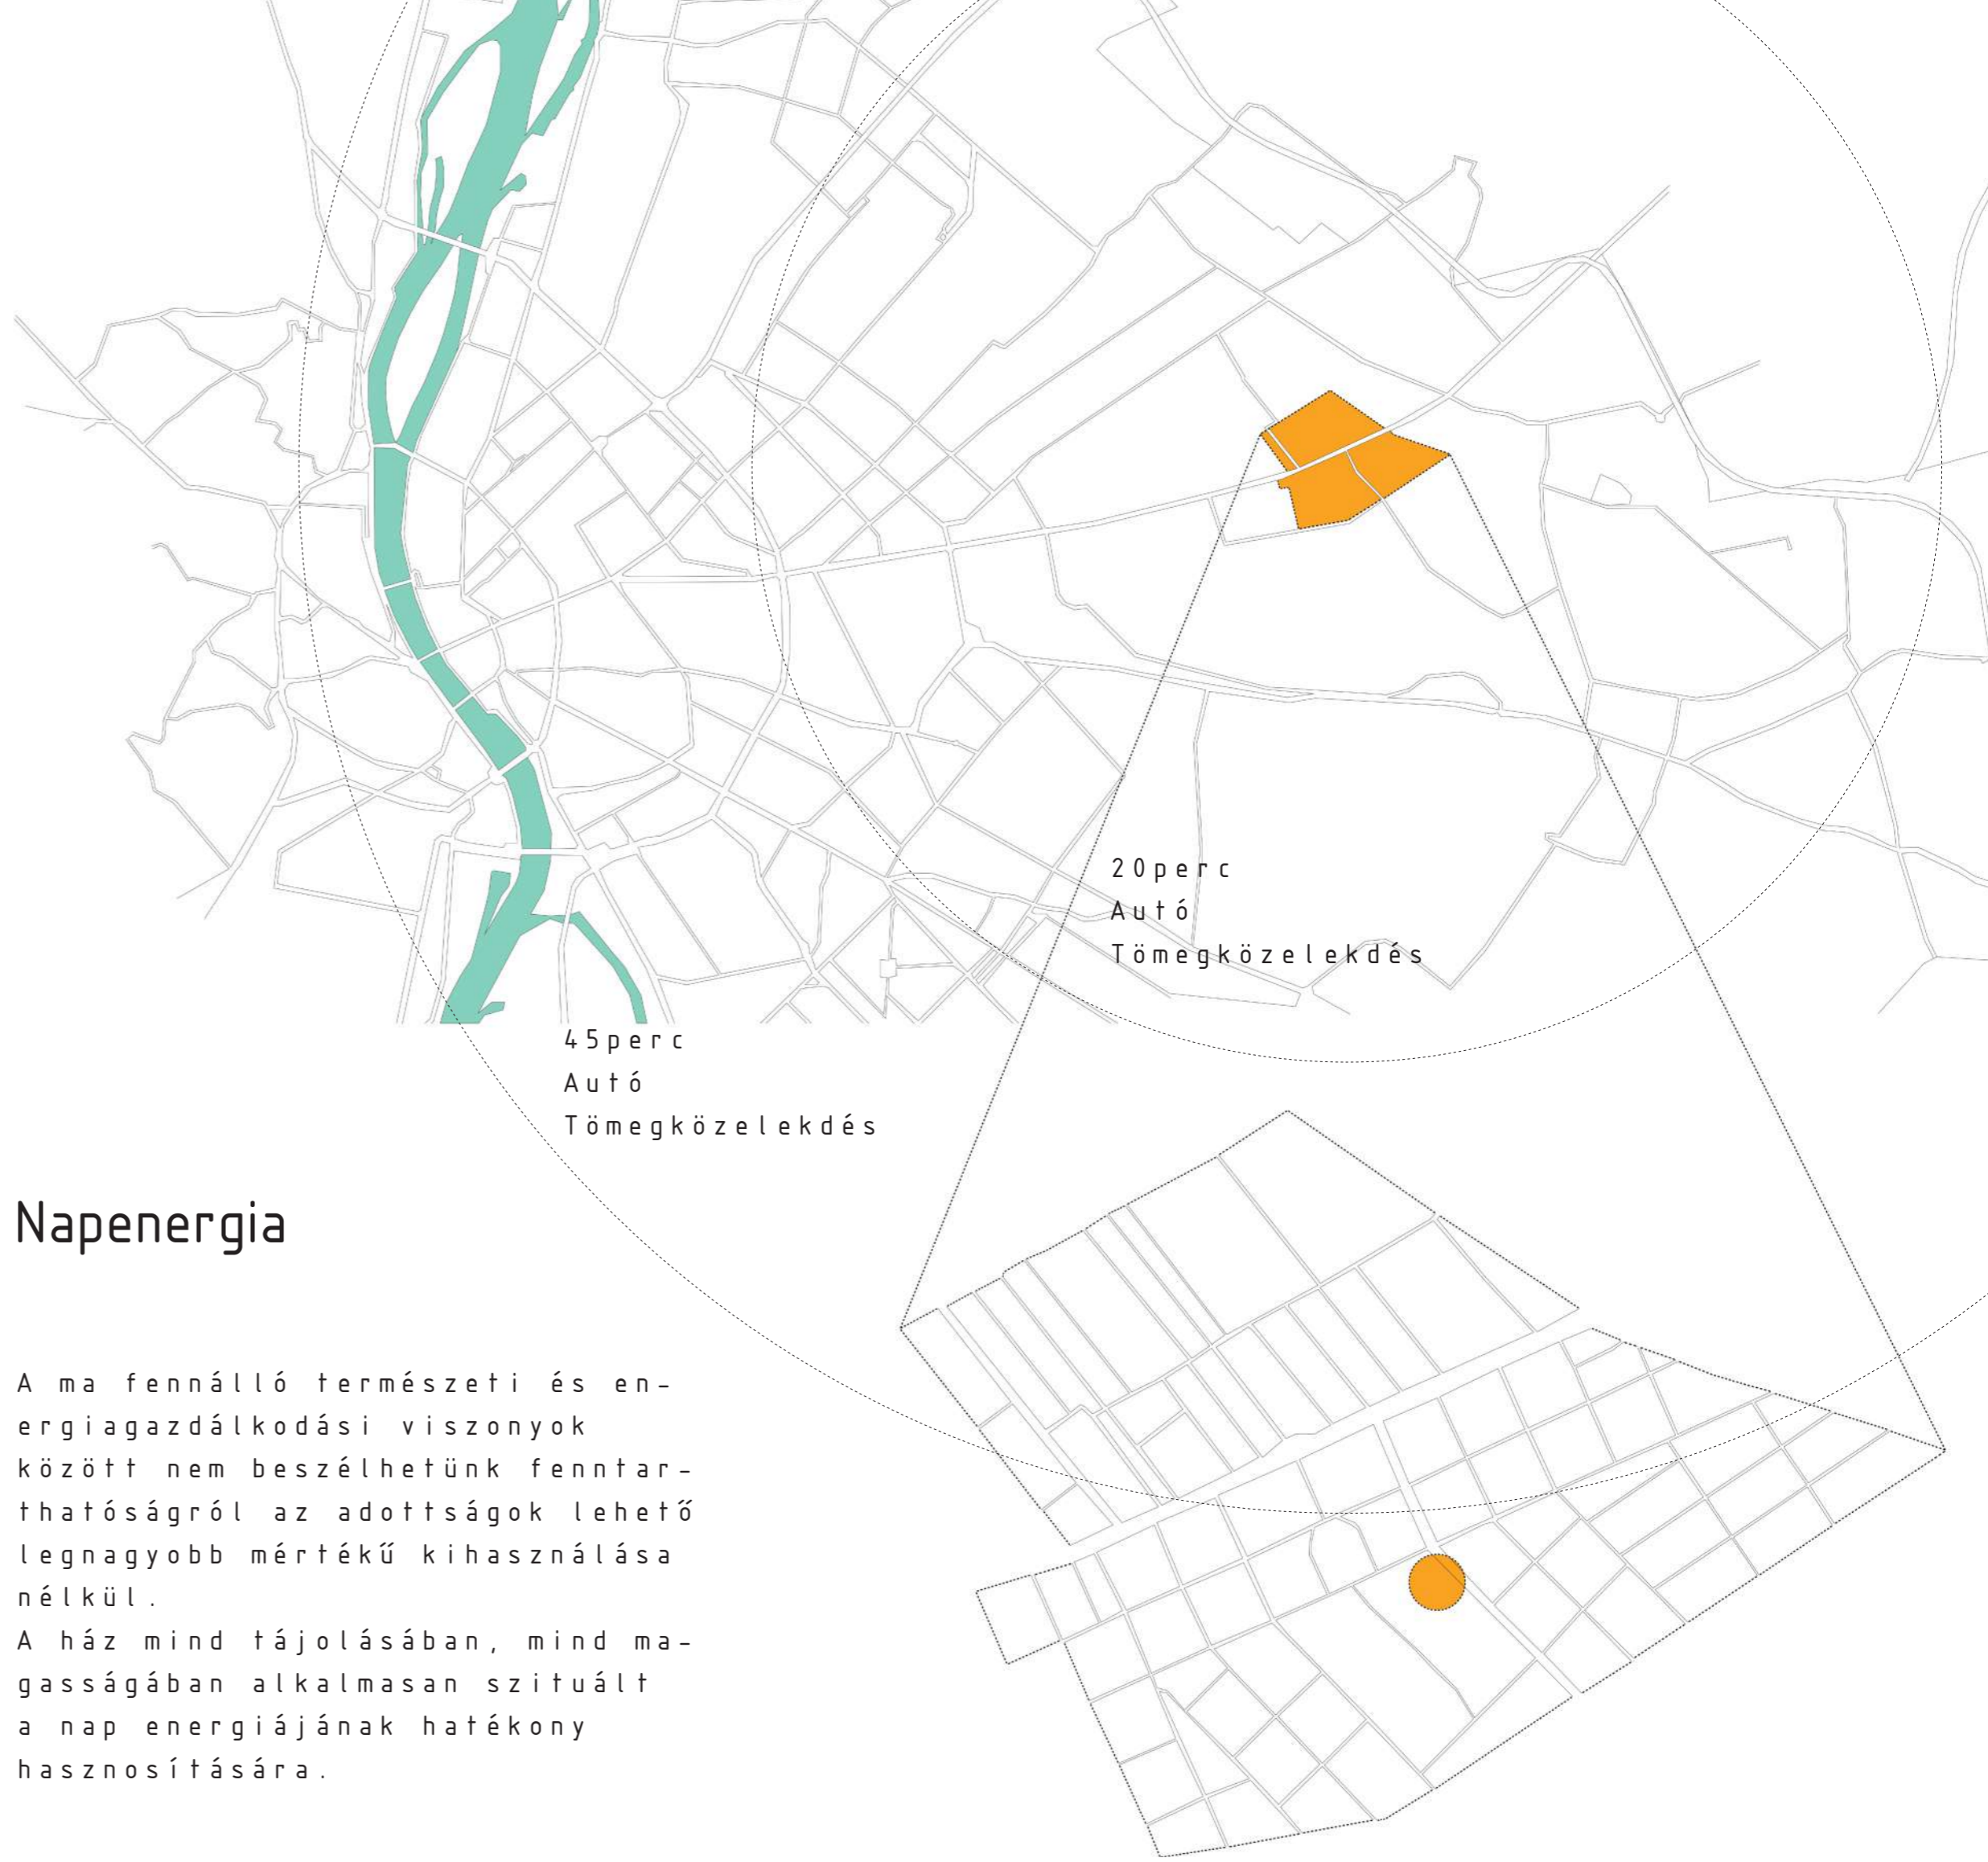 20perc
Autó
Tömegközelekdés
45perc
Autó
Tömegközelekdés
Napenergia
A ma fennálló természeti és en-
ergiagazdálkodási viszonyok
között nem beszélhetünk fenntar-
thatóságról az adottságok lehető
legnagyobb mértékű kihasználása
nélkül.
A ház mind tájolásában, mind ma-
gasságában alkalmasan szituált
a nap energiájának hatékony
hasznosítására.